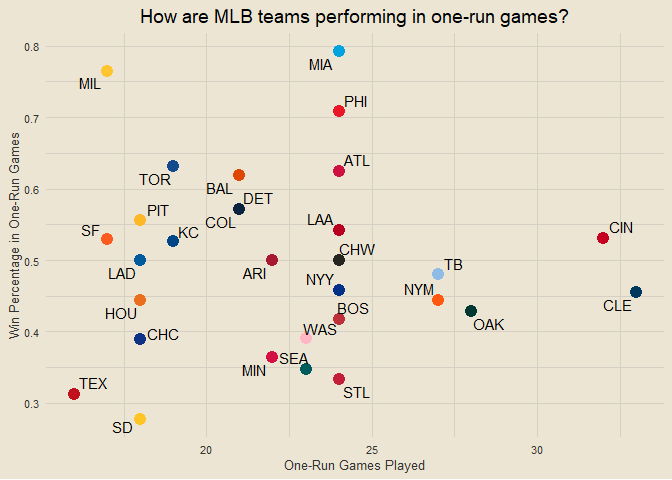 How are MLB teams performing in one-run games?
Win Percentage in One-Run Games
0.8
0.7
0.6
0.5
0.4
0.3
MIA
MIL
PHI
ATL
TOR
BAL
DET
PIT
COL
LAA
SF
KC
CIN
CHW
LAD
ARI
TB
NYY
NYM
CLE
HOU
BOS
OAK
WAS
CHC
SEA
MIN
TEX
STL
SD
20
25
30
One-Run Games Played